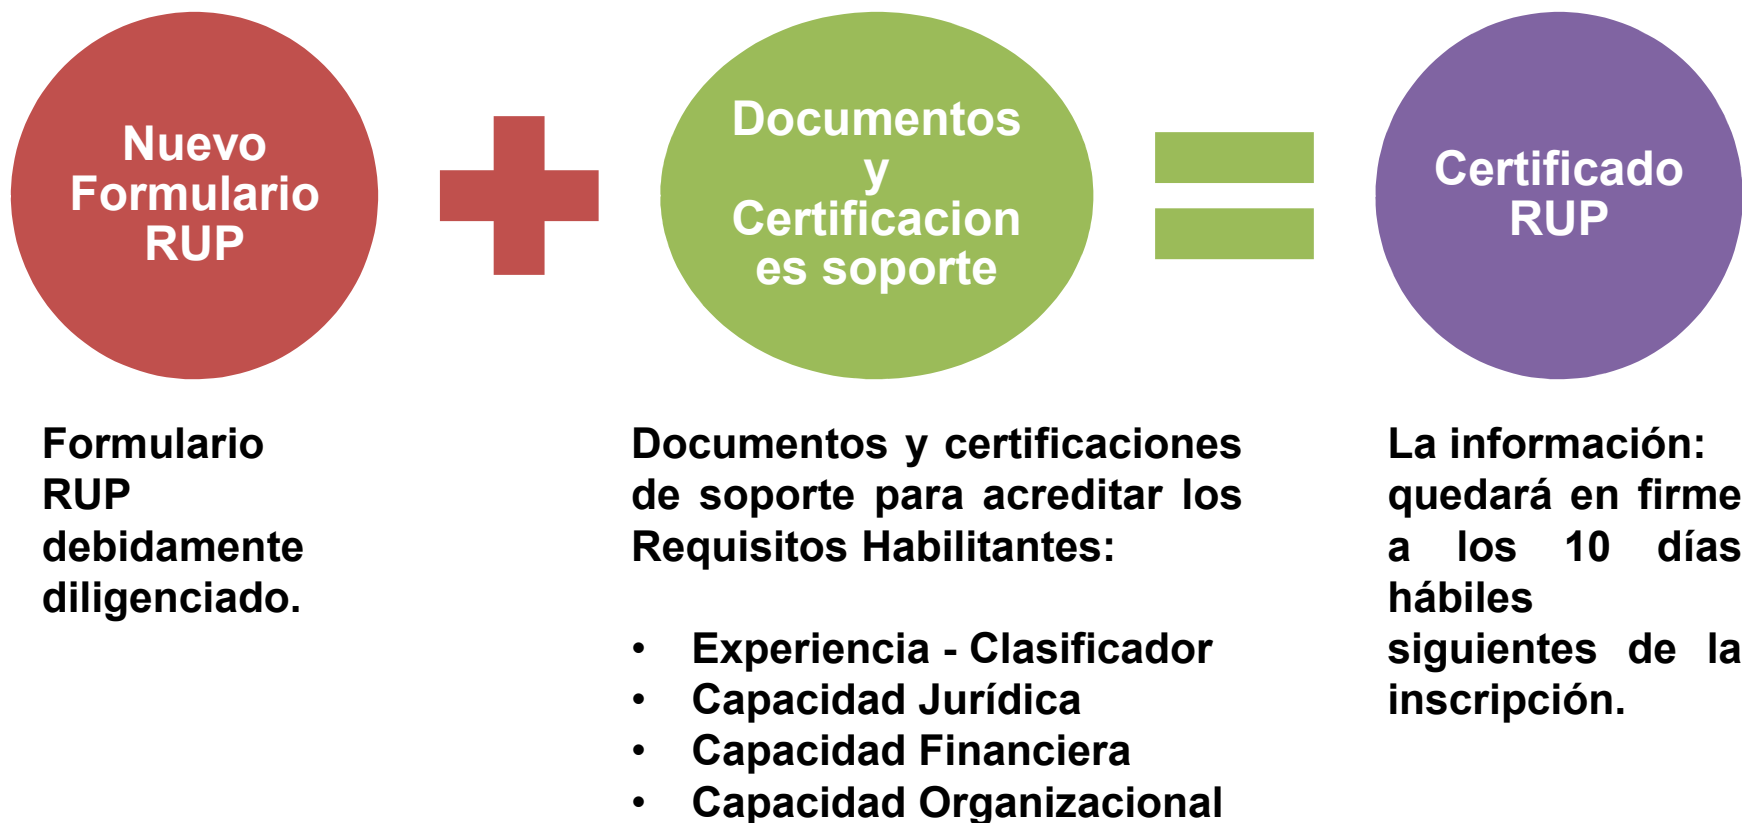 Nuevo
Formulario
RUP
Documentos
y
Certificacion
es soporte
Certificado
RUP
Formulario
RUP
debidamente
diligenciado.
Documentos y certificaciones
de soporte para acreditar los
Requisitos Habilitantes:
• Experiencia - Clasificador
• Capacidad Jurídica
• Capacidad Financiera
• Capacidad Organizacional
La información:
quedará en firme
a los 10 días
hábiles
siguientes de la
inscripción.